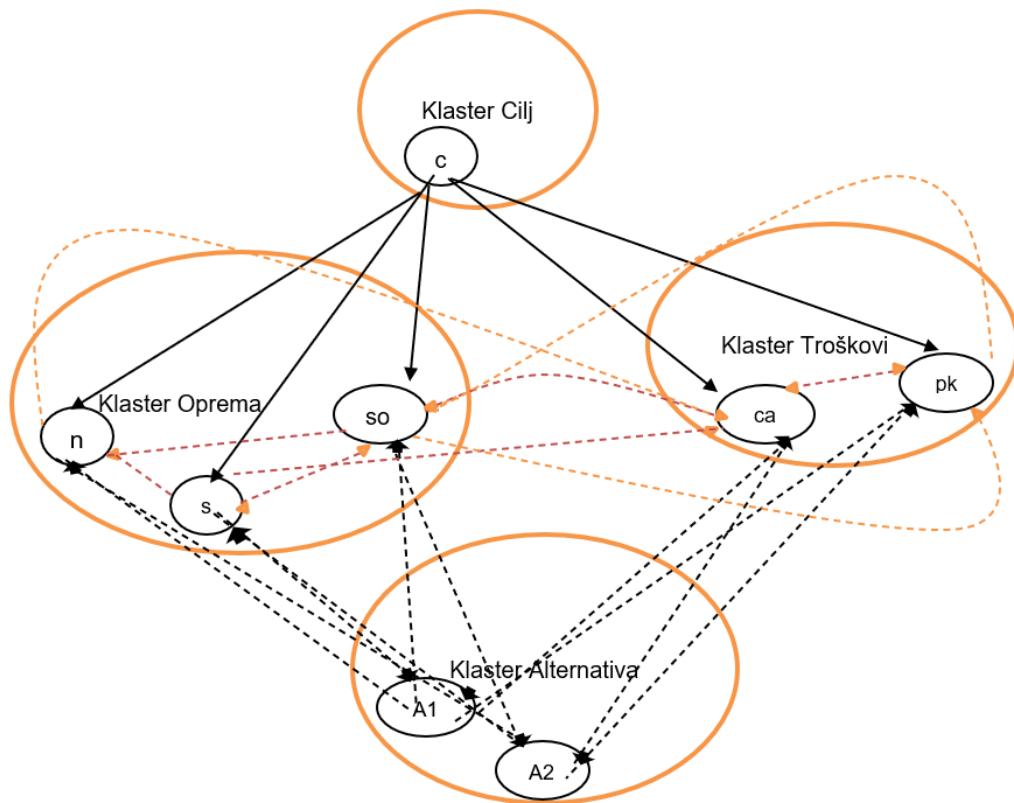 Klaster Cilj
c
Klaster Troškovi
pk
ca
Klaster Oprema
so
n
s
Klaster Alternativa
A1
A2